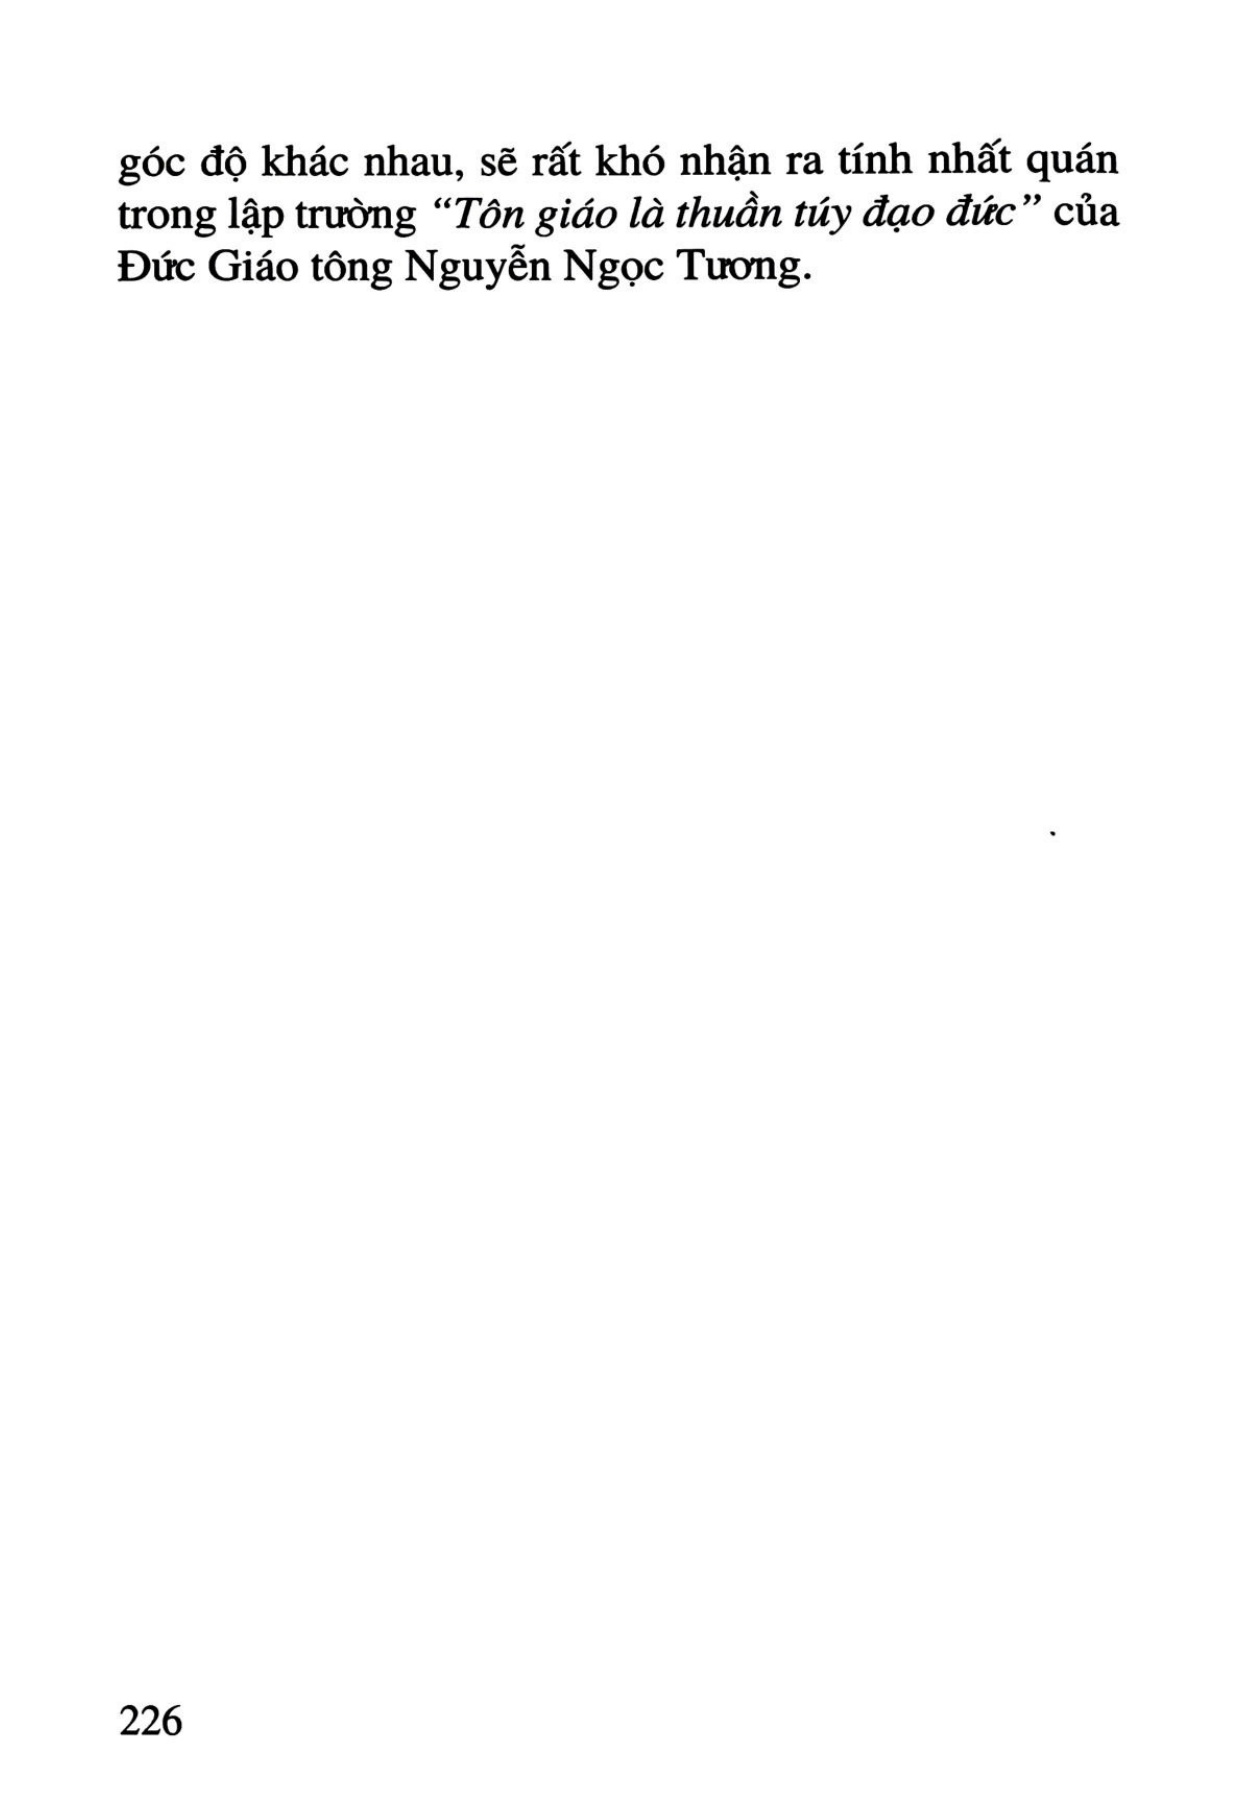 góc độ khác nhau, sẽ rất khó nhận ra tính nhất quán
trong lập trường “Tôn giáo là thuần túy đạo đức” của
Đức Giáo tông Nguyễn Ngọc Tương.
226